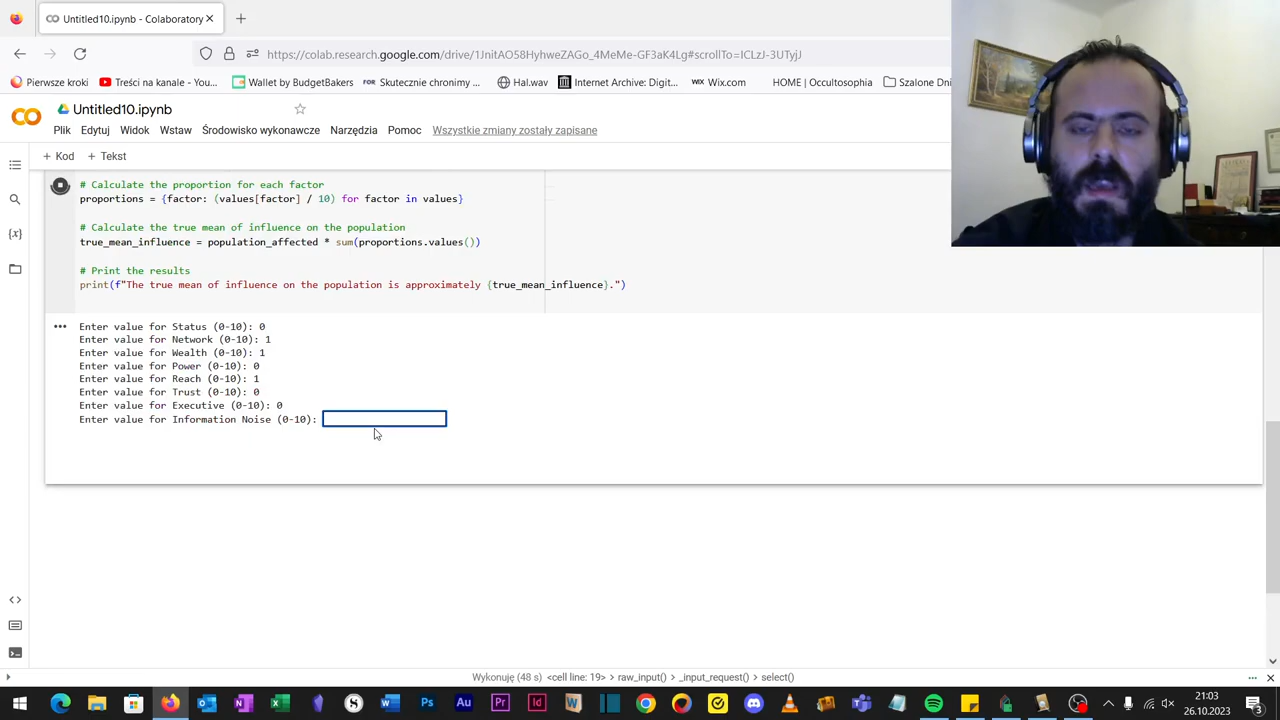 Untitled10.ipynb - Colaboratory
https://colab.research.google.com/drive/1JnitAO58HyhweZAGo_4MeMe-GF3aK4Lg#scrollTo=ICLzJ-3UTyjJ
Pierwsze kroki
Treści na kanale - You...
Wallet by BudgetBakers
Skutecznie chronimy ...
Hal.wav
Internet Archive: Digit...
WIX Wix.com
HOME | Occultosophia
Szalone Dni
Untitled10.ipynb
Plik Edytuj Widok Wstaw Środowisko wykonawcze Narzędzia Pomoc Wszystkie zmiany zostały zapisane
+ Kod + Tekst
# Calculate the proportion for each factor
proportions = {factor: (values[factor] / 10) for factor in values}
# Calculate the true mean of influence on the population
true_mean_influence = population_affected * sum(proportions.values())
# Print the results
print(f"The true mean of influence on the population is approximately {true_mean_influence}.")
Enter value for Status (0-10): 0
Enter value for Network (0-10): 1
Enter value for Wealth (0-10): 1
Enter value for Power (0-10): 0
Enter value for Reach (0-10): 1
Enter value for Trust (0-10): 0
Enter value for Executive (0-10): 0
Enter value for Information Noise (0-10):
Wykonuję (48 s) <cell line: 19> raw_input() _input_request() select()
21:03
26.10.2023
3